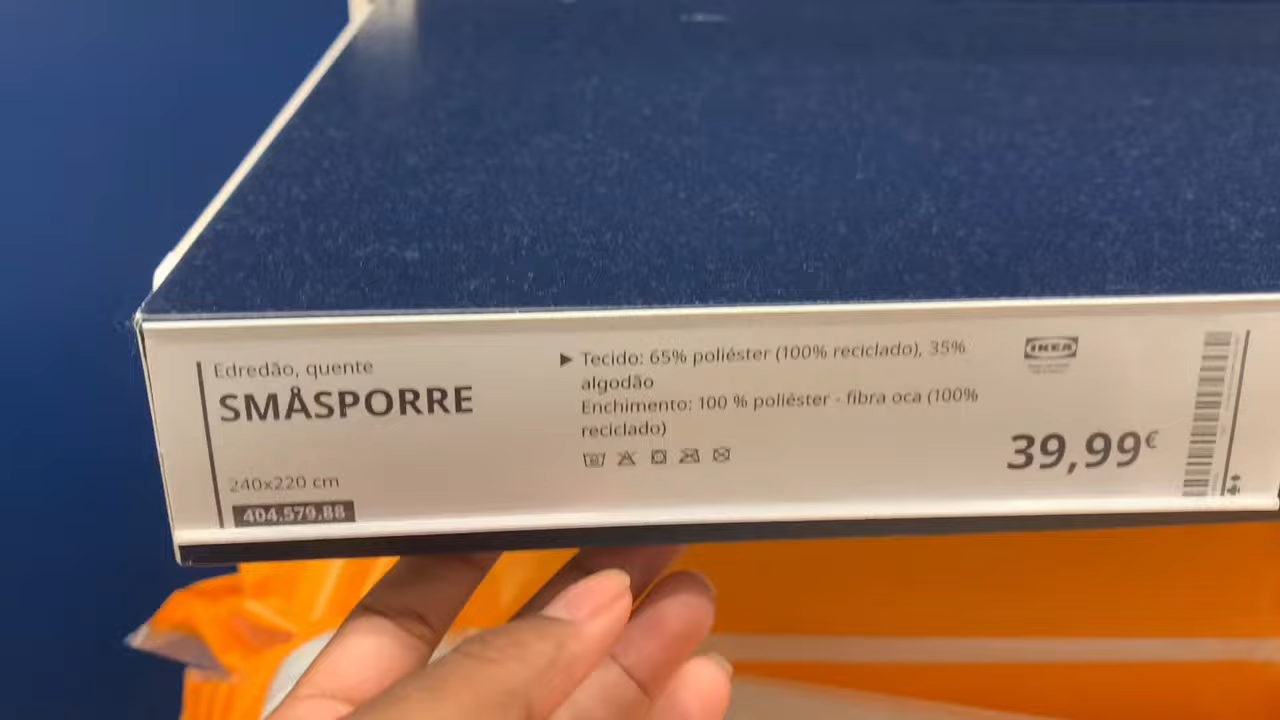 Edredão, quente
SMÅSPORRE
240x220 cm
404.579.88
▶ Tecido: 65% poliéster (100% reciclado), 35%
algodão
Enchimento: 100 % poliéster - fibra oca (100%
reciclado)
IKEA
39,99€